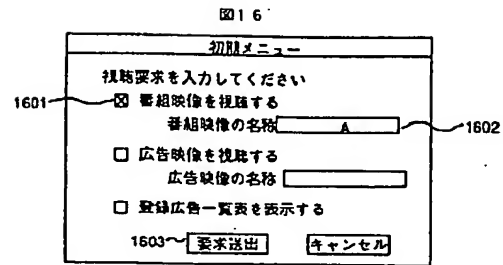 図16
初期メニュー
視聴要求を入力してください
1601 ☒ 番組映像を視聴する
番組映像の名称 A 1602
☐ 広告映像を視聴する
広告映像の名称
☐ 登録広告一覧表を表示する
1603 要求送出 キャンセル